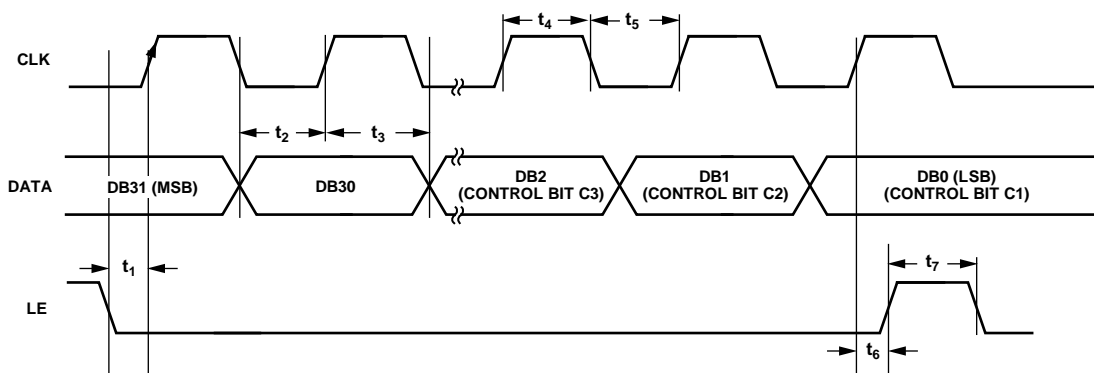 t4 t5
CLK
t2 t3
DATA
DB31 (MSB)
DB30
DB2
(CONTROL BIT C3)
DB1
(CONTROL BIT C2)
DB0 (LSB)
(CONTROL BIT C1)
t1
t7
LE
t6